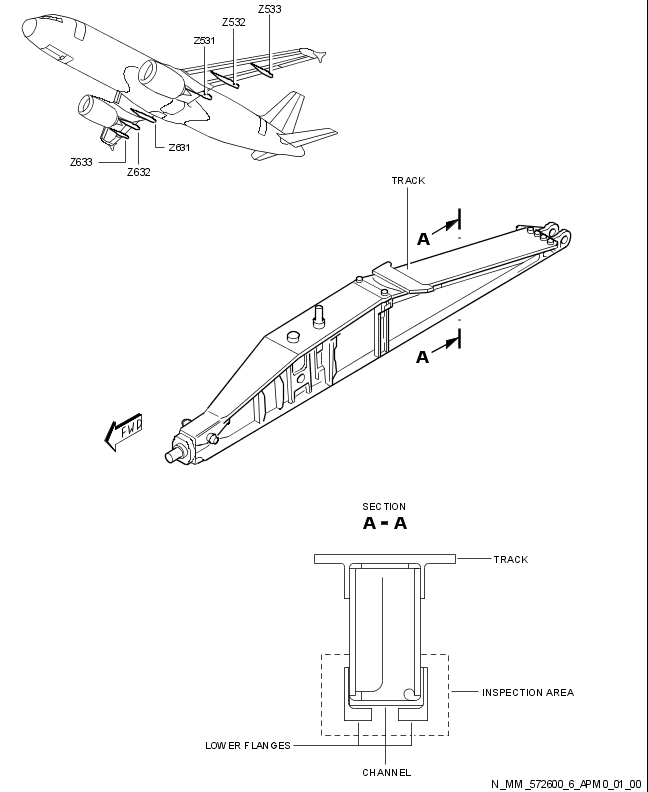 Z533
Z532
Z531
Z631
Z633
Z632
TRACK
A
A
FWD
SECTION
A - A
TRACK
INSPECTION AREA
LOWER FLANGES
CHANNEL
N_MM_572600_6_APM0_01_00